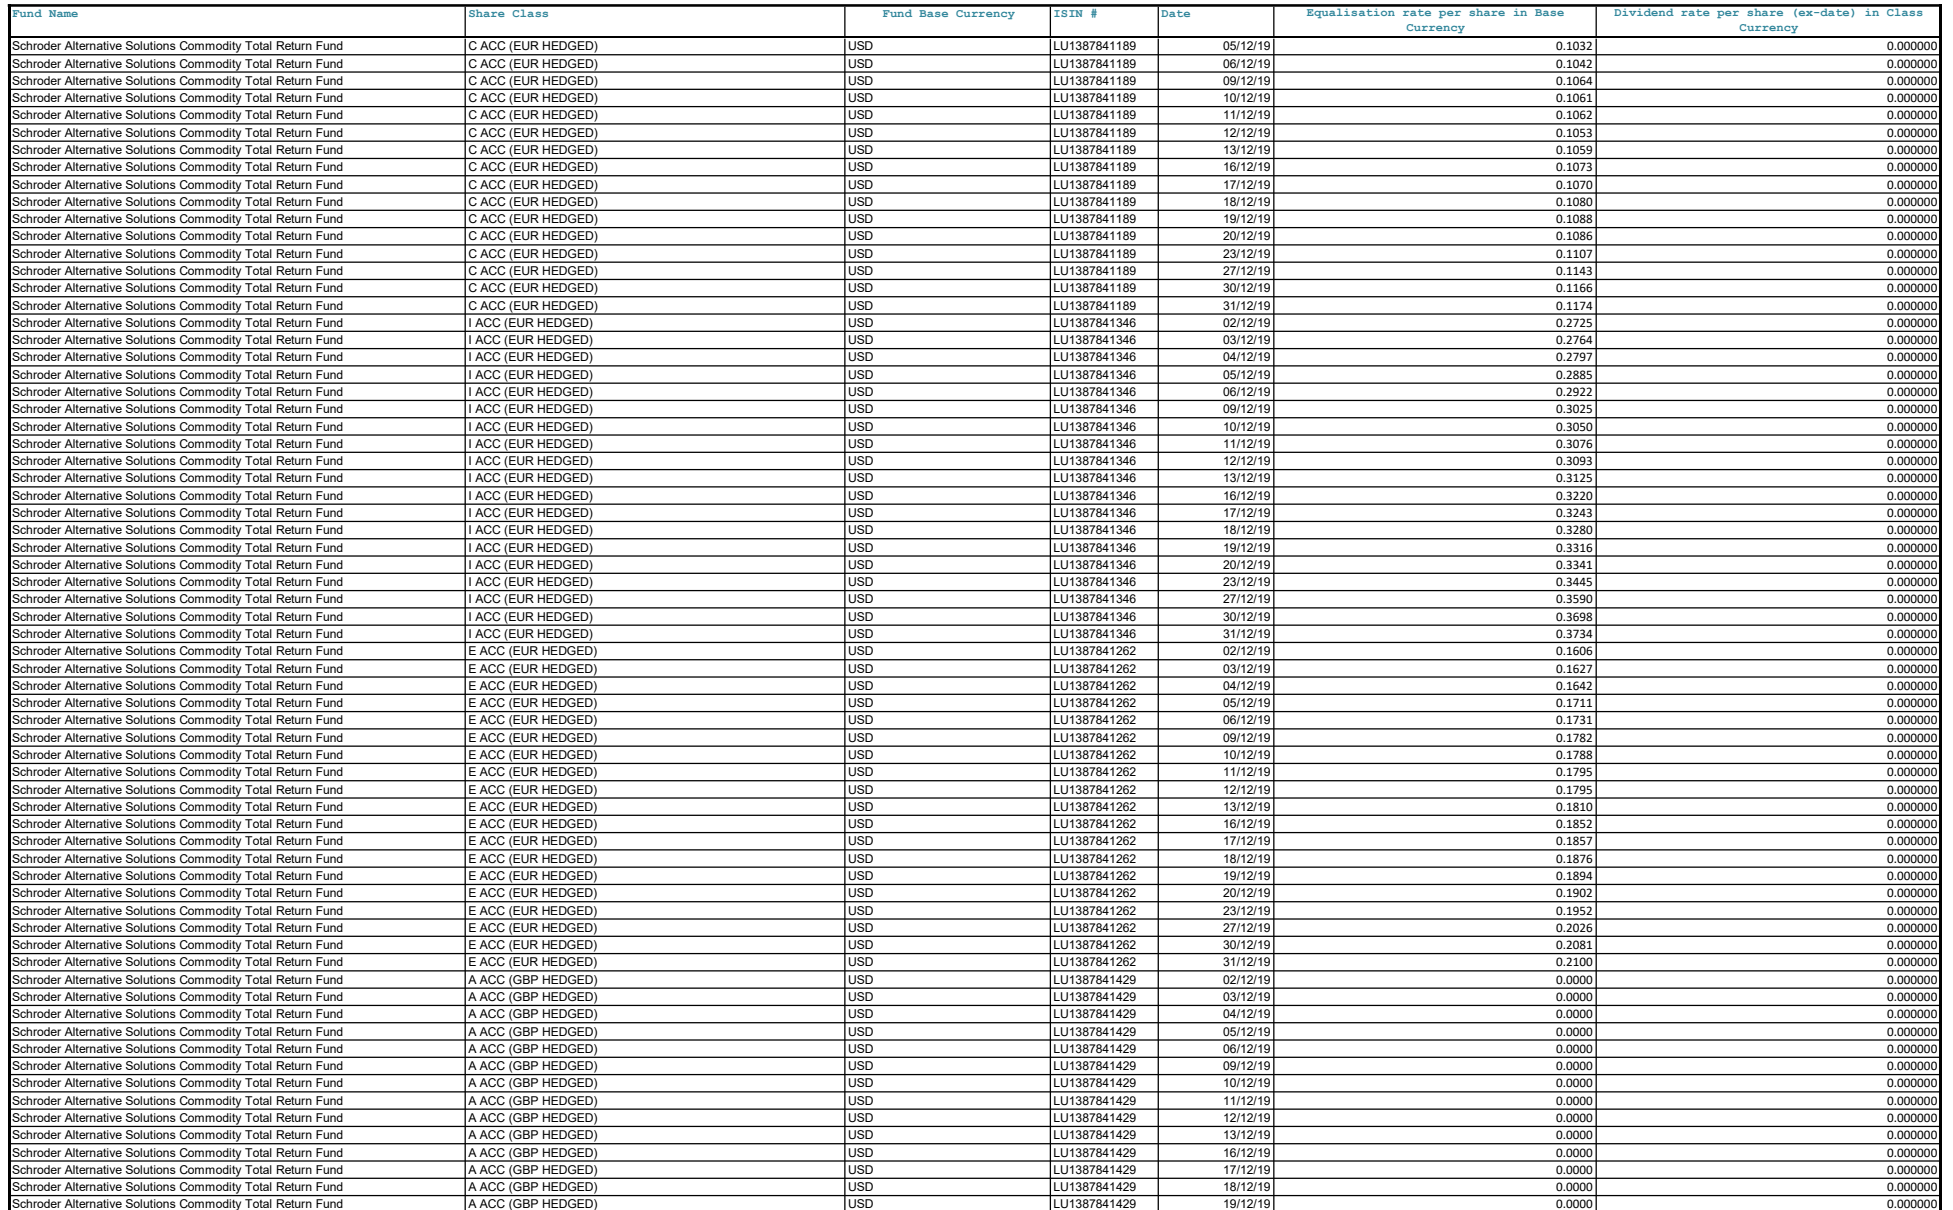 Fund Name Share Class Fund Base Currency ISIN # Date Equalisation rate per share in Base Currency Dividend rate per share (ex-date) in Class Currency
Schroder Alternative Solutions Commodity Total Return Fund C ACC (EUR HEDGED) USD LU1387841189 05/12/19 0.1032 0.000000
Schroder Alternative Solutions Commodity Total Return Fund C ACC (EUR HEDGED) USD LU1387841189 06/12/19 0.1042 0.000000
Schroder Alternative Solutions Commodity Total Return Fund C ACC (EUR HEDGED) USD LU1387841189 09/12/19 0.1064 0.000000
Schroder Alternative Solutions Commodity Total Return Fund C ACC (EUR HEDGED) USD LU1387841189 10/12/19 0.1061 0.000000
Schroder Alternative Solutions Commodity Total Return Fund C ACC (EUR HEDGED) USD LU1387841189 11/12/19 0.1062 0.000000
Schroder Alternative Solutions Commodity Total Return Fund C ACC (EUR HEDGED) USD LU1387841189 12/12/19 0.1053 0.000000
Schroder Alternative Solutions Commodity Total Return Fund C ACC (EUR HEDGED) USD LU1387841189 13/12/19 0.1059 0.000000
Schroder Alternative Solutions Commodity Total Return Fund C ACC (EUR HEDGED) USD LU1387841189 16/12/19 0.1073 0.000000
Schroder Alternative Solutions Commodity Total Return Fund C ACC (EUR HEDGED) USD LU1387841189 17/12/19 0.1070 0.000000
Schroder Alternative Solutions Commodity Total Return Fund C ACC (EUR HEDGED) USD LU1387841189 18/12/19 0.1080 0.000000
Schroder Alternative Solutions Commodity Total Return Fund C ACC (EUR HEDGED) USD LU1387841189 19/12/19 0.1088 0.000000
Schroder Alternative Solutions Commodity Total Return Fund C ACC (EUR HEDGED) USD LU1387841189 20/12/19 0.1086 0.000000
Schroder Alternative Solutions Commodity Total Return Fund C ACC (EUR HEDGED) USD LU1387841189 23/12/19 0.1107 0.000000
Schroder Alternative Solutions Commodity Total Return Fund C ACC (EUR HEDGED) USD LU1387841189 27/12/19 0.1143 0.000000
Schroder Alternative Solutions Commodity Total Return Fund C ACC (EUR HEDGED) USD LU1387841189 30/12/19 0.1166 0.000000
Schroder Alternative Solutions Commodity Total Return Fund C ACC (EUR HEDGED) USD LU1387841189 31/12/19 0.1174 0.000000
Schroder Alternative Solutions Commodity Total Return Fund I ACC (EUR HEDGED) USD LU1387841346 02/12/19 0.2725 0.000000
Schroder Alternative Solutions Commodity Total Return Fund I ACC (EUR HEDGED) USD LU1387841346 03/12/19 0.2764 0.000000
Schroder Alternative Solutions Commodity Total Return Fund I ACC (EUR HEDGED) USD LU1387841346 04/12/19 0.2797 0.000000
Schroder Alternative Solutions Commodity Total Return Fund I ACC (EUR HEDGED) USD LU1387841346 05/12/19 0.2885 0.000000
Schroder Alternative Solutions Commodity Total Return Fund I ACC (EUR HEDGED) USD LU1387841346 06/12/19 0.2922 0.000000
Schroder Alternative Solutions Commodity Total Return Fund I ACC (EUR HEDGED) USD LU1387841346 09/12/19 0.3025 0.000000
Schroder Alternative Solutions Commodity Total Return Fund I ACC (EUR HEDGED) USD LU1387841346 10/12/19 0.3050 0.000000
Schroder Alternative Solutions Commodity Total Return Fund I ACC (EUR HEDGED) USD LU1387841346 11/12/19 0.3076 0.000000
Schroder Alternative Solutions Commodity Total Return Fund I ACC (EUR HEDGED) USD LU1387841346 12/12/19 0.3093 0.000000
Schroder Alternative Solutions Commodity Total Return Fund I ACC (EUR HEDGED) USD LU1387841346 13/12/19 0.3125 0.000000
Schroder Alternative Solutions Commodity Total Return Fund I ACC (EUR HEDGED) USD LU1387841346 16/12/19 0.3220 0.000000
Schroder Alternative Solutions Commodity Total Return Fund I ACC (EUR HEDGED) USD LU1387841346 17/12/19 0.3243 0.000000
Schroder Alternative Solutions Commodity Total Return Fund I ACC (EUR HEDGED) USD LU1387841346 18/12/19 0.3280 0.000000
Schroder Alternative Solutions Commodity Total Return Fund I ACC (EUR HEDGED) USD LU1387841346 19/12/19 0.3316 0.000000
Schroder Alternative Solutions Commodity Total Return Fund I ACC (EUR HEDGED) USD LU1387841346 20/12/19 0.3341 0.000000
Schroder Alternative Solutions Commodity Total Return Fund I ACC (EUR HEDGED) USD LU1387841346 23/12/19 0.3445 0.000000
Schroder Alternative Solutions Commodity Total Return Fund I ACC (EUR HEDGED) USD LU1387841346 27/12/19 0.3590 0.000000
Schroder Alternative Solutions Commodity Total Return Fund I ACC (EUR HEDGED) USD LU1387841346 30/12/19 0.3698 0.000000
Schroder Alternative Solutions Commodity Total Return Fund I ACC (EUR HEDGED) USD LU1387841346 31/12/19 0.3734 0.000000
Schroder Alternative Solutions Commodity Total Return Fund E ACC (EUR HEDGED) USD LU1387841262 02/12/19 0.1606 0.000000
Schroder Alternative Solutions Commodity Total Return Fund E ACC (EUR HEDGED) USD LU1387841262 03/12/19 0.1627 0.000000
Schroder Alternative Solutions Commodity Total Return Fund E ACC (EUR HEDGED) USD LU1387841262 04/12/19 0.1642 0.000000
Schroder Alternative Solutions Commodity Total Return Fund E ACC (EUR HEDGED) USD LU1387841262 05/12/19 0.1711 0.000000
Schroder Alternative Solutions Commodity Total Return Fund E ACC (EUR HEDGED) USD LU1387841262 06/12/19 0.1731 0.000000
Schroder Alternative Solutions Commodity Total Return Fund E ACC (EUR HEDGED) USD LU1387841262 09/12/19 0.1782 0.000000
Schroder Alternative Solutions Commodity Total Return Fund E ACC (EUR HEDGED) USD LU1387841262 10/12/19 0.1788 0.000000
Schroder Alternative Solutions Commodity Total Return Fund E ACC (EUR HEDGED) USD LU1387841262 11/12/19 0.1795 0.000000
Schroder Alternative Solutions Commodity Total Return Fund E ACC (EUR HEDGED) USD LU1387841262 12/12/19 0.1795 0.000000
Schroder Alternative Solutions Commodity Total Return Fund E ACC (EUR HEDGED) USD LU1387841262 13/12/19 0.1810 0.000000
Schroder Alternative Solutions Commodity Total Return Fund E ACC (EUR HEDGED) USD LU1387841262 16/12/19 0.1852 0.000000
Schroder Alternative Solutions Commodity Total Return Fund E ACC (EUR HEDGED) USD LU1387841262 17/12/19 0.1857 0.000000
Schroder Alternative Solutions Commodity Total Return Fund E ACC (EUR HEDGED) USD LU1387841262 18/12/19 0.1876 0.000000
Schroder Alternative Solutions Commodity Total Return Fund E ACC (EUR HEDGED) USD LU1387841262 19/12/19 0.1894 0.000000
Schroder Alternative Solutions Commodity Total Return Fund E ACC (EUR HEDGED) USD LU1387841262 20/12/19 0.1902 0.000000
Schroder Alternative Solutions Commodity Total Return Fund E ACC (EUR HEDGED) USD LU1387841262 23/12/19 0.1952 0.000000
Schroder Alternative Solutions Commodity Total Return Fund E ACC (EUR HEDGED) USD LU1387841262 27/12/19 0.2026 0.000000
Schroder Alternative Solutions Commodity Total Return Fund E ACC (EUR HEDGED) USD LU1387841262 30/12/19 0.2081 0.000000
Schroder Alternative Solutions Commodity Total Return Fund E ACC (EUR HEDGED) USD LU1387841262 31/12/19 0.2100 0.000000
Schroder Alternative Solutions Commodity Total Return Fund A ACC (GBP HEDGED) USD LU1387841429 02/12/19 0.0000 0.000000
Schroder Alternative Solutions Commodity Total Return Fund A ACC (GBP HEDGED) USD LU1387841429 03/12/19 0.0000 0.000000
Schroder Alternative Solutions Commodity Total Return Fund A ACC (GBP HEDGED) USD LU1387841429 04/12/19 0.0000 0.000000
Schroder Alternative Solutions Commodity Total Return Fund A ACC (GBP HEDGED) USD LU1387841429 05/12/19 0.0000 0.000000
Schroder Alternative Solutions Commodity Total Return Fund A ACC (GBP HEDGED) USD LU1387841429 06/12/19 0.0000 0.000000
Schroder Alternative Solutions Commodity Total Return Fund A ACC (GBP HEDGED) USD LU1387841429 09/12/19 0.0000 0.000000
Schroder Alternative Solutions Commodity Total Return Fund A ACC (GBP HEDGED) USD LU1387841429 10/12/19 0.0000 0.000000
Schroder Alternative Solutions Commodity Total Return Fund A ACC (GBP HEDGED) USD LU1387841429 11/12/19 0.0000 0.000000
Schroder Alternative Solutions Commodity Total Return Fund A ACC (GBP HEDGED) USD LU1387841429 12/12/19 0.0000 0.000000
Schroder Alternative Solutions Commodity Total Return Fund A ACC (GBP HEDGED) USD LU1387841429 13/12/19 0.0000 0.000000
Schroder Alternative Solutions Commodity Total Return Fund A ACC (GBP HEDGED) USD LU1387841429 16/12/19 0.0000 0.000000
Schroder Alternative Solutions Commodity Total Return Fund A ACC (GBP HEDGED) USD LU1387841429 17/12/19 0.0000 0.000000
Schroder Alternative Solutions Commodity Total Return Fund A ACC (GBP HEDGED) USD LU1387841429 18/12/19 0.0000 0.000000
Schroder Alternative Solutions Commodity Total Return Fund A ACC (GBP HEDGED) USD LU1387841429 19/12/19 0.0000 0.000000